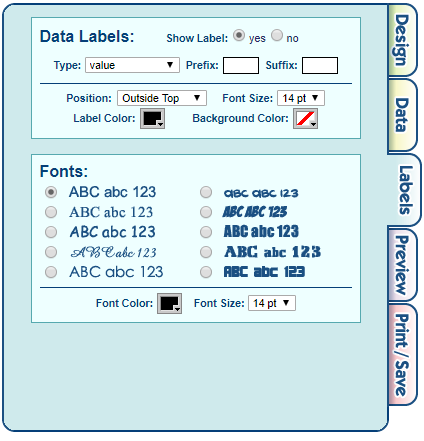 Data Labels: Show Label: yes no
Type: value Prefix: Suffix:
Position: Outside Top Font Size: 14 pt
Label Color: Background Color:
Fonts:
ABC abc 123 ABC ABC 123
ABC abc 123 ABC ABC 123
ABC abc 123 ABC abc 123
ABC abc 123 ABC abc 123
ABC abc 123 ABC abc 123
Font Color: Font Size: 14 pt
Design
Data
Labels
Preview
Print / Save